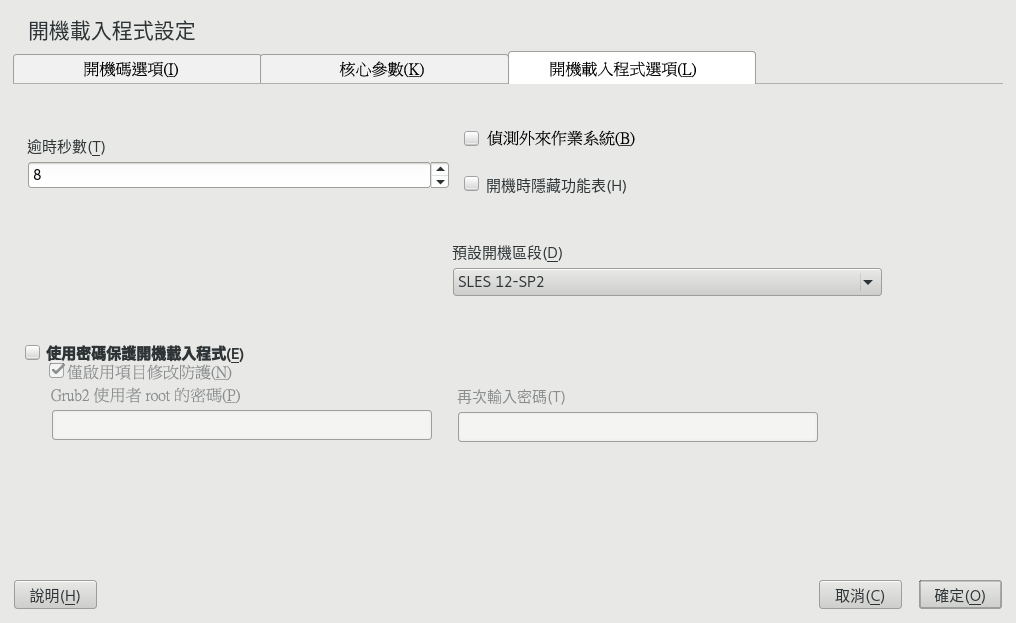 開機載入程式設定
開機碼選項(I) 核心參數(K) 開機載入程式選項(L)
逾時秒數(T)
8
偵測外來作業系統(B)
開機時隱藏功能表(H)
預設開機區段(D)
SLES 12-SP2
使用密碼保護開機載入程式(E)
僅啟用項目修改防護(N)
Grub2 使用者 root 的密碼(P)
再次輸入密碼(T)
說明(H) 取消(C) 確定(O)